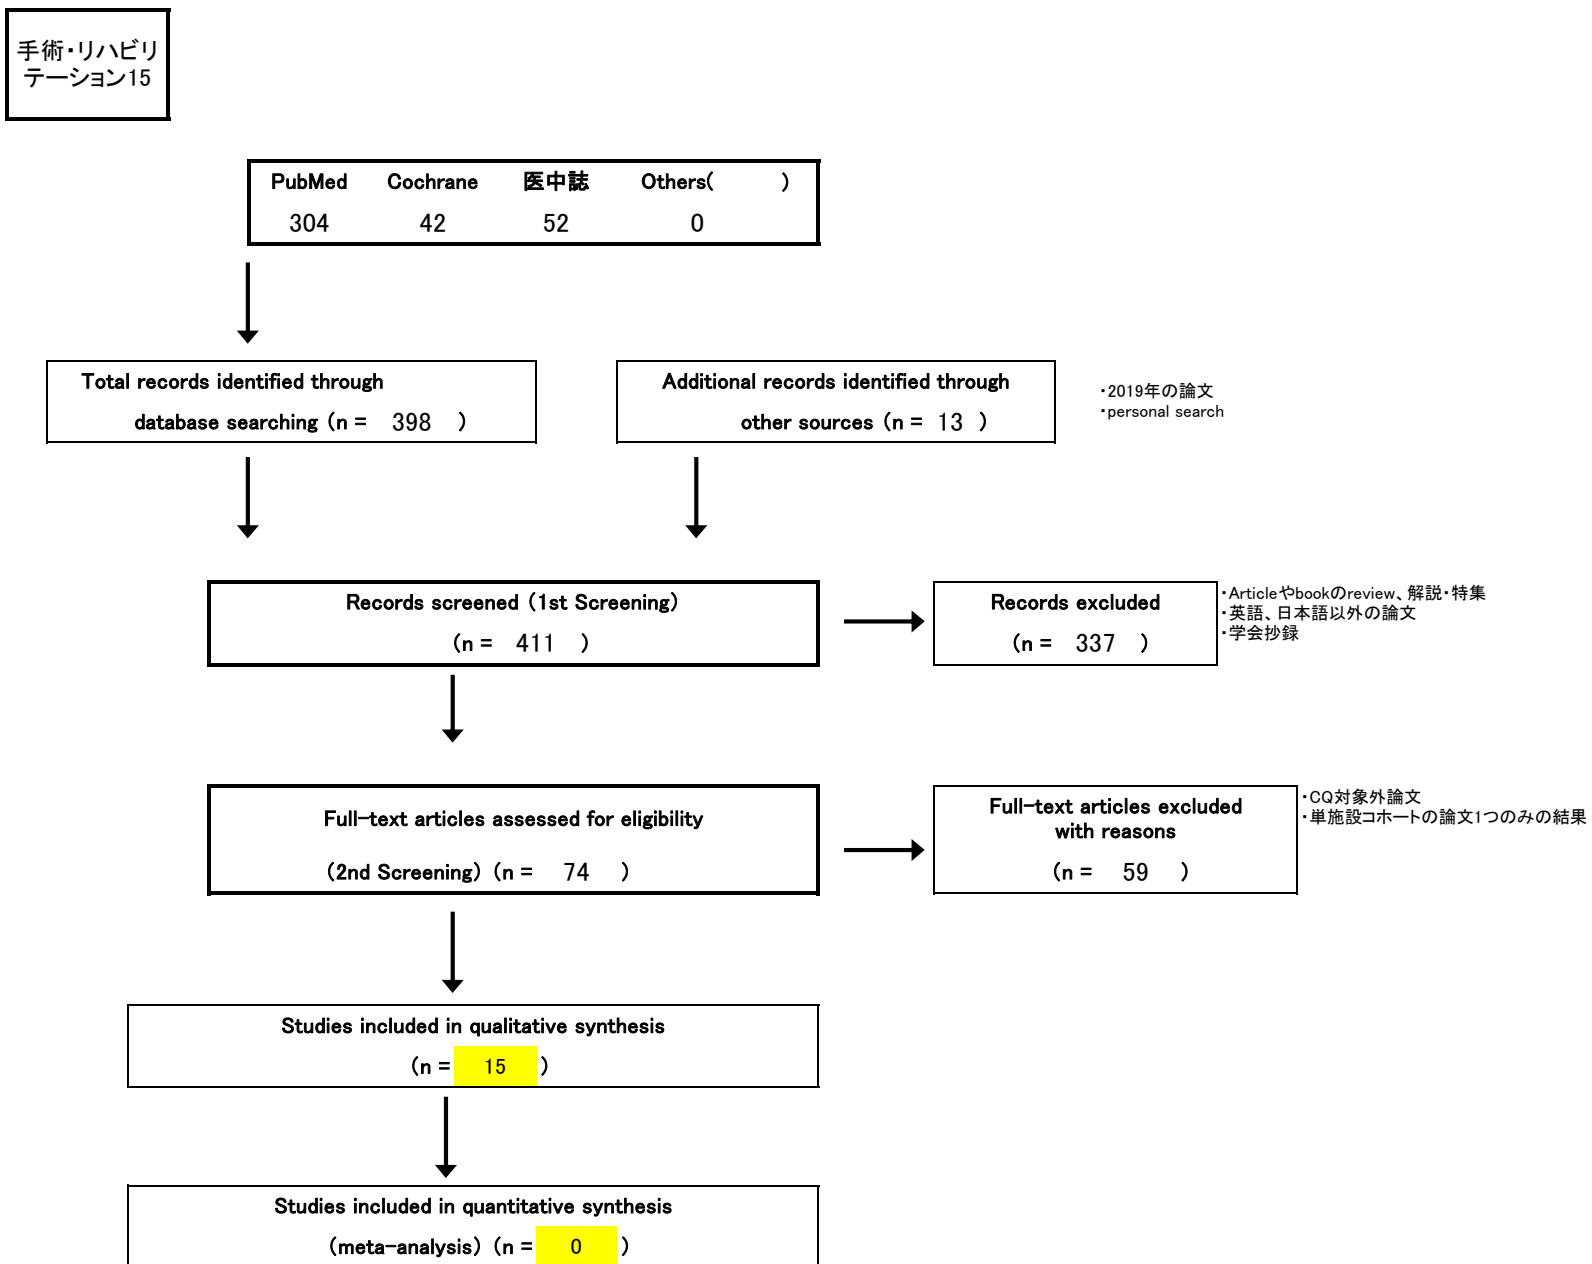 手術・リハビリ
テーション15
PubMed Cochrane 医中誌 Others( )
304 42 52 0
Total records identified through
database searching (n = 398 )
Additional records identified through
other sources (n = 13 )
・2019年の論文
・personal search
Records screened (1st Screening)
(n = 411 )
Records excluded
(n = 337 )
・Articleやbookのreview、解説・特集
・英語、日本語以外の論文
・学会抄録
Full-text articles assessed for eligibility
(2nd Screening) (n = 74 )
Full-text articles excluded
with reasons
(n = 59 )
・CQ対象外論文
・単施設コホートの論文1つのみの結果
Studies included in qualitative synthesis
(n = 15 )
Studies included in quantitative synthesis
(meta-analysis) (n = 0 )